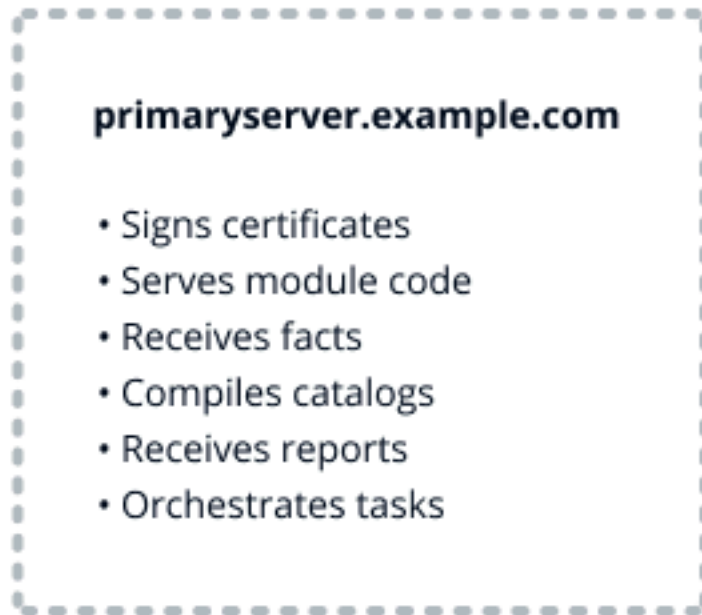 primaryserver.example.com
• Signs certificates
• Serves module code
• Receives facts
• Compiles catalogs
• Receives reports
• Orchestrates tasks